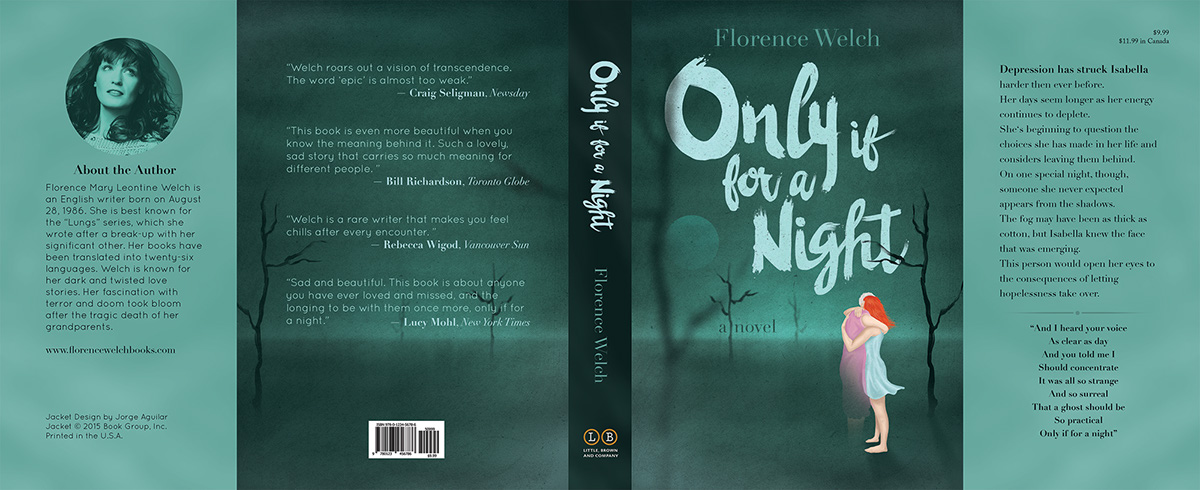 About the Author
Florence Mary Leontine Welch is
an English writer born on August
28, 1986. She is best known for
the "Lungs" series, which she
wrote after a break-up with her
significant other. Her books have
been translated into twenty-six
languages. Welch is known for
her dark and twisted love
stories. Her fascination with
terror and doom took bloom
after the tragic death of her
grandparents.
www.florencewelchbooks.com
Jacket Design by Jorge Aguilar
Jacket © 2015 Book Group, Inc.
Printed in the U.S.A.
"Welch roars out a vision of transcendence.
The word 'epic' is almost too weak."
— Craig Seligman, Newsday
"This book is even more beautiful when you
know the meaning behind it. Such a lovely,
sad story that carries so much meaning for
different people."
— Bill Richardson, Toronto Globe
"Welch is a rare writer that makes you feel
chills after every encounter. "
— Rebecca Wigod, Vancouver Sun
"Sad and beautiful. This book is about anyone
you have ever loved and missed, and the
longing to be with them once more, only if for
a night."
— Lucy Mohl, New York Times
Only if for a Night
Florence Welch
L B
LITTLE, BROWN
AND COMPANY
Florence Welch
Only if
for a
Night
a novel
$9.99
$11.99 in Canada
Depression has struck Isabella
harder then ever before.
Her days seem longer as her energy
continues to deplete.
She's beginning to question the
choices she has made in her life and
considers leaving them behind.
On one special night, though,
someone she never expected
appears from the shadows.
The fog may have been as thick as
cotton, but Isabella knew the face
that was emerging.
This person would open her eyes to
the consequences of letting
hopelessness take over.
"And I heard your voice
As clear as day
And you told me I
Should concentrate
It was all so strange
And so surreal
That a ghost should be
So practical
Only if for a night"